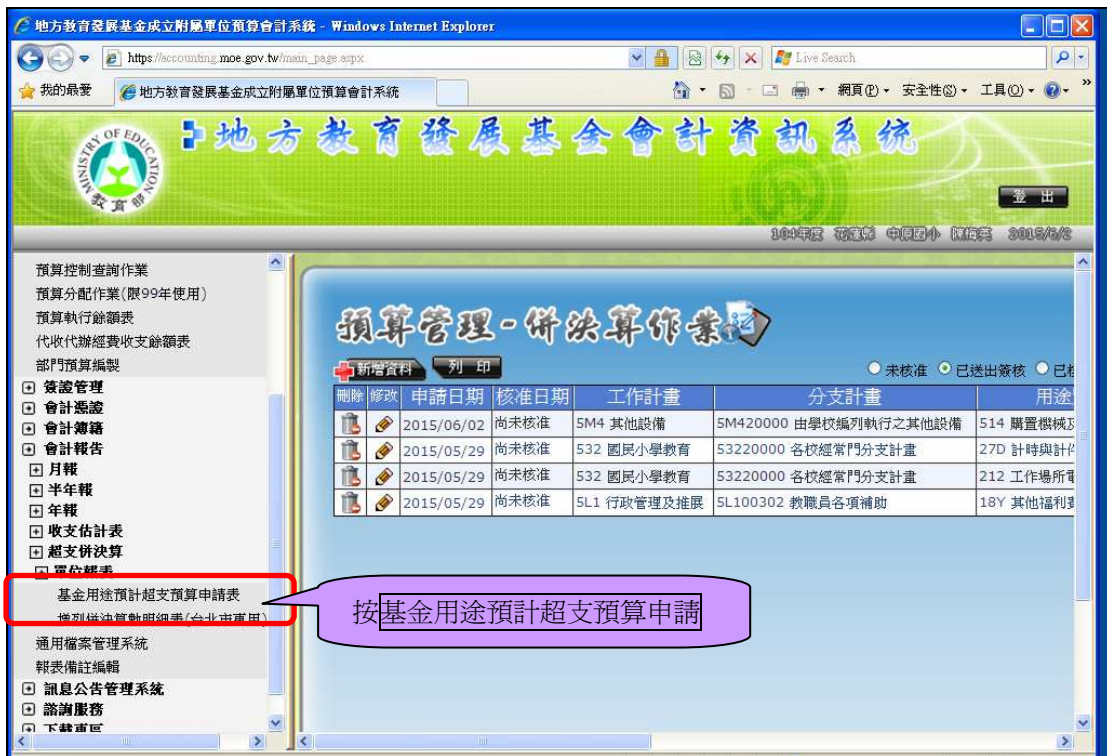 地方教育發展基金成立附屬單位預算會計系統 - Windows Internet Explorer
https://accounting.moe.gov.tw/main_page.aspx
Live Search
我的最愛
地方教育發展基金成立附屬單位預算會計系統
網頁(P)
安全性(S)
工具(O)
MINISTRY OF EDUCATION
教育部
地方教育發展基金會計資訊系統
登 出
104年度
2015/6/2
預算控制查詢作業
預算分配作業(限99年使用)
預算執行餘額表
代收代辦經費收支餘額表
部門預算編製
簽證管理
會計憑證
會計簿籍
會計報告
月報
半年報
年報
收支估計表
超支併決算
單位報表
基金用途預計超支預算申請表
增列併決算數明細表(台北市專用)
通用檔案管理系統
報表備註編輯
訊息公告管理系統
諮詢服務
下載專區
預算管理-併決算作業
新增資料 列 印
未核准 已送出簽核 已核
刪除 修改 申請日期 核准日期 工作計畫 分支計畫 用途
2015/06/02 尚未核准 5M4 其他設備 5M420000 由學校編列執行之其他設備 514 購置機械及
2015/05/29 尚未核准 532 國民小學教育 53220000 各校經常門分支計畫 27D 計時與計件
2015/05/29 尚未核准 532 國民小學教育 53220000 各校經常門分支計畫 212 工作場所電
2015/05/29 尚未核准 5L1 行政管理及推展 5L100302 教職員各項補助 18Y 其他福利費
按基金用途預計超支預算申請